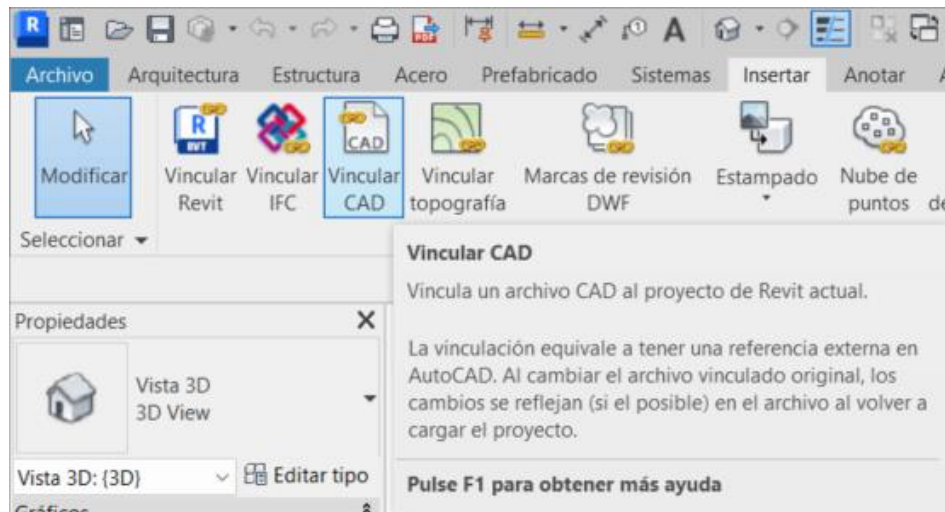 R
PDF
A
Archivo Arquitectura Estructura Acero Prefabricado Sistemas Insertar Anotar
R
RVT
CAD
Modificar
Vincular Revit
Vincular IFC
Vincular CAD
Vincular topografía
Marcas de revisión DWF
Estampado
Nube de puntos
Seleccionar
Vincular CAD
Vincula un archivo CAD al proyecto de Revit actual.
La vinculación equivale a tener una referencia externa en
AutoCAD. Al cambiar el archivo vinculado original, los
cambios se reflejan (si el posible) en el archivo al volver a
cargar el proyecto.
Pulse F1 para obtener más ayuda
Propiedades X
Vista 3D
3D View
Vista 3D: {3D} Editar tipo
Gráficos